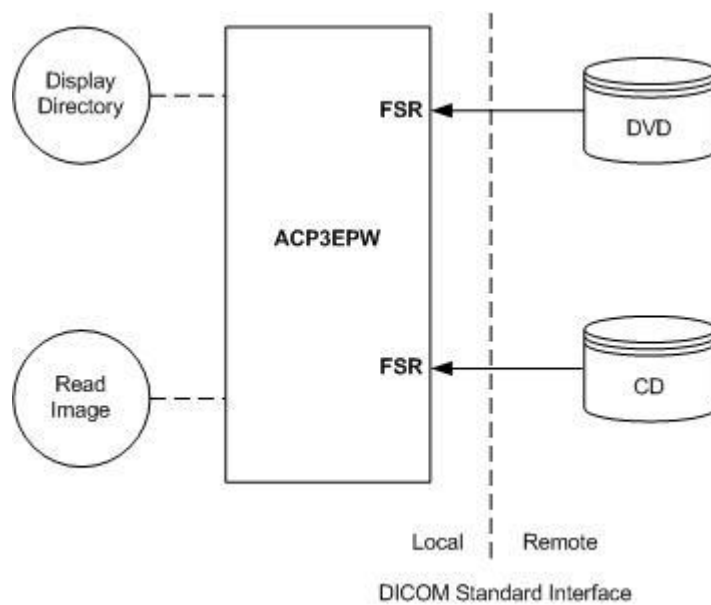 Display
Directory
FSR
DVD
ACP3EPW
Read
Image
FSR
CD
Local
Remote
DICOM Standard Interface